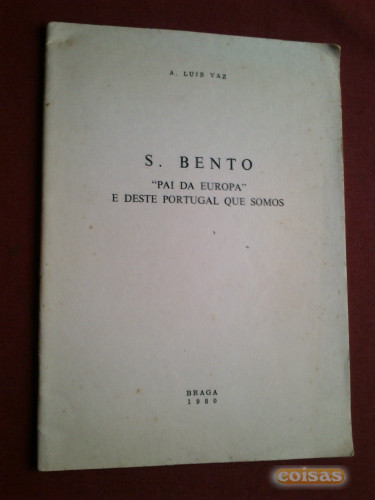 A. LUIS VAZ
S. BENTO
"PAI DA EUROPA"
E DESTE PORTUGAL QUE SOMOS
BRAGA
1980
coisas